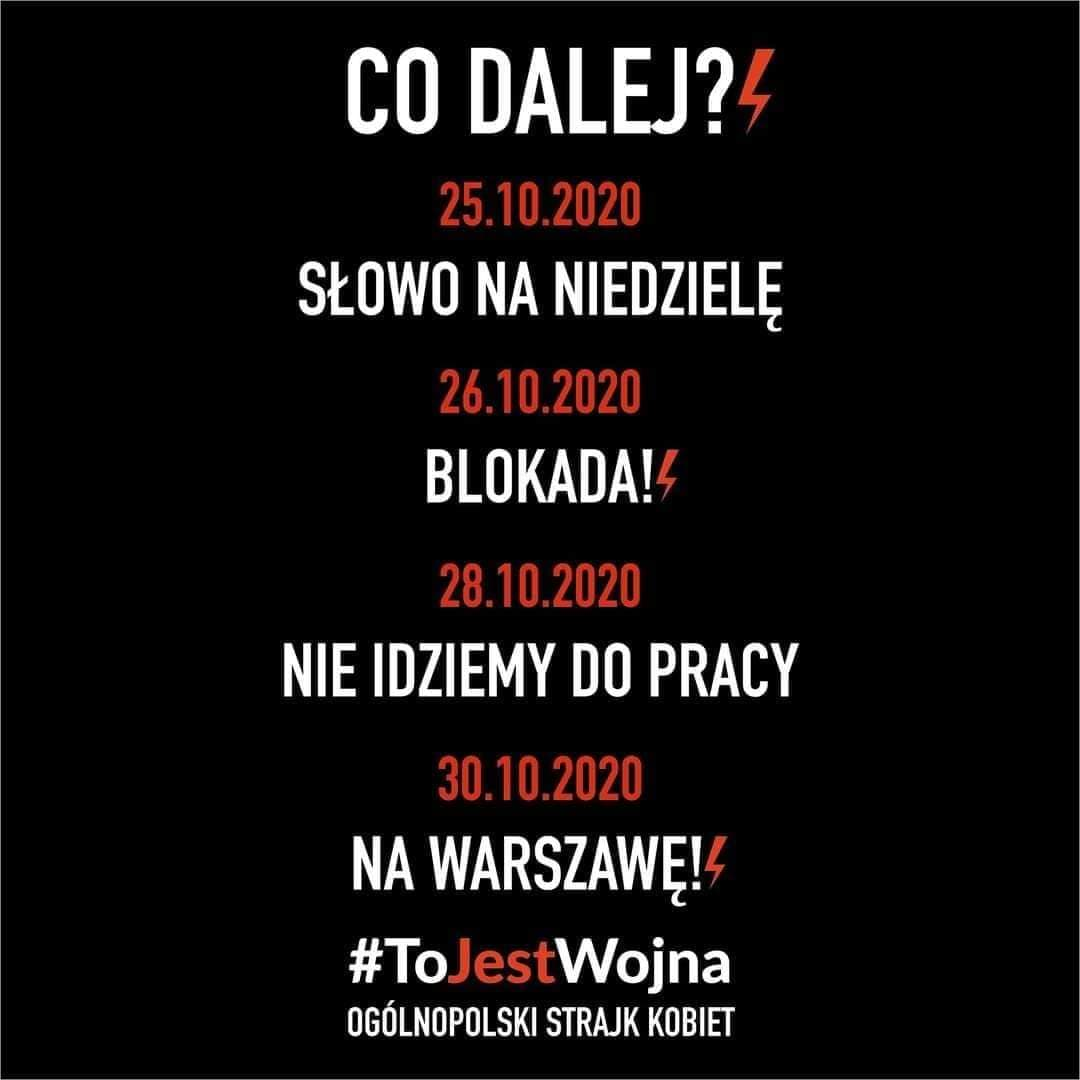 CO DALEJ?
25.10.2020
SŁOWO NA NIEDZIELĘ
26.10.2020
BLOKADA!
28.10.2020
NIE IDZIEMY DO PRACY
30.10.2020
NA WARSZAWĘ!
#ToJestWojna
OGÓLNOPOLSKI STRAJK KOBIET